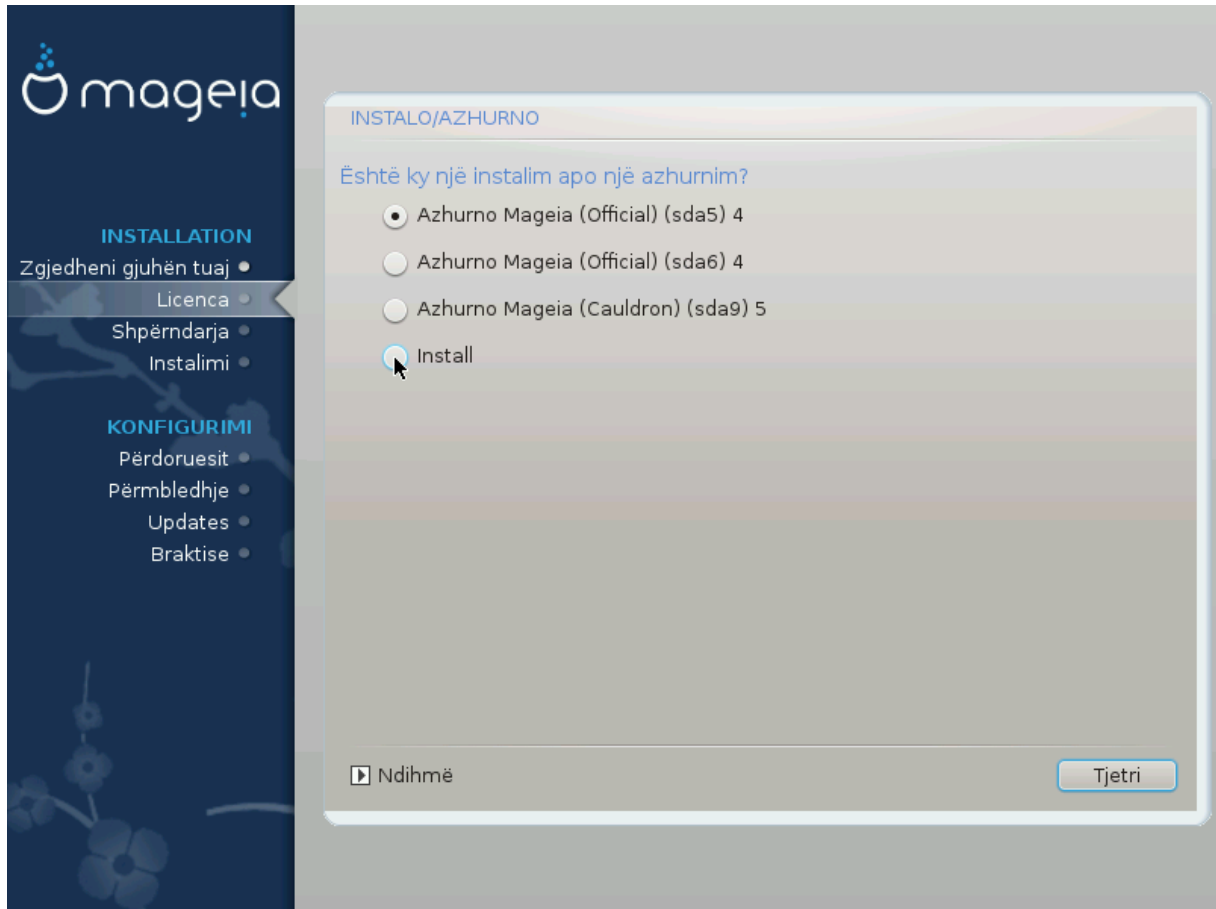 mageia
INSTALLATION
Zgjedheni gjuhën tuaj
Licenca
Shpërndarja
Instalimi
KONFIGURIMI
Përdoruesit
Përmbledhje
Updates
Braktise
INSTALO/AZHURNO
Është ky një instalim apo një azhurnim?
Azhurno Mageia (Official) (sda5) 4
Azhurno Mageia (Official) (sda6) 4
Azhurno Mageia (Cauldron) (sda9) 5
Install
Ndihmë
Tjetri